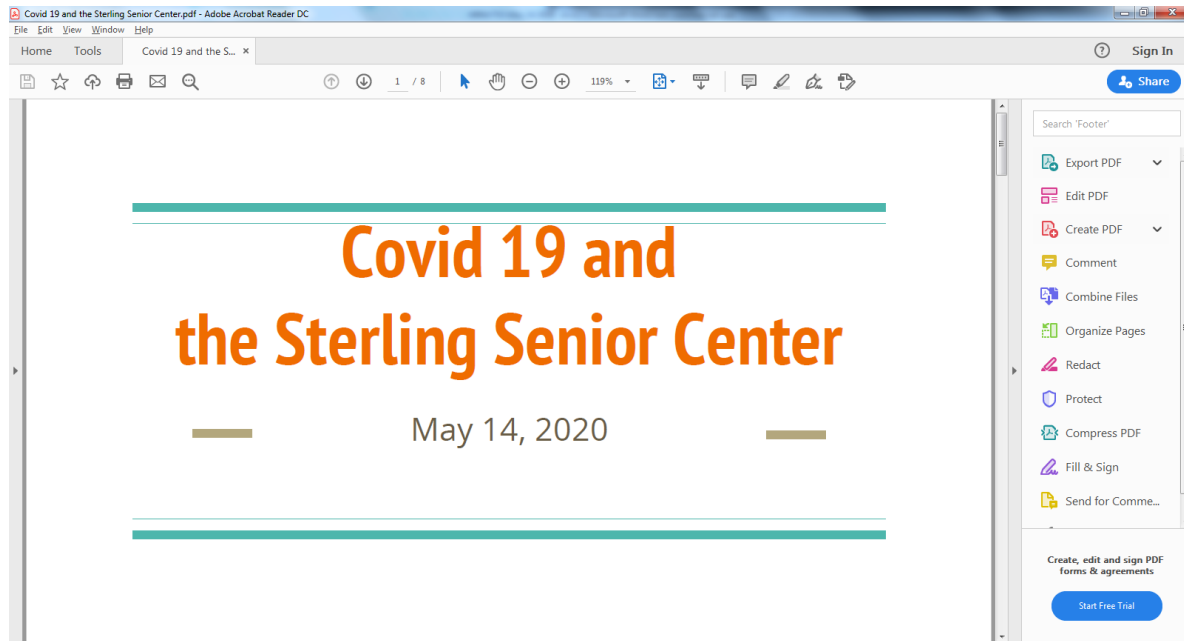 Covid 19 and the Sterling Senior Center.pdf - Adobe Acrobat Reader DC
File Edit View Window Help
Home Tools Covid 19 and the S... × ? Sign In
1 / 8 119% Share
Search 'Footer'
Export PDF
Edit PDF
Create PDF
Comment
Combine Files
Organize Pages
Redact
Protect
Compress PDF
Fill & Sign
Send for Comme...
Create, edit and sign PDF
forms & agreements
Start Free Trial
Covid 19 and
the Sterling Senior Center
May 14, 2020